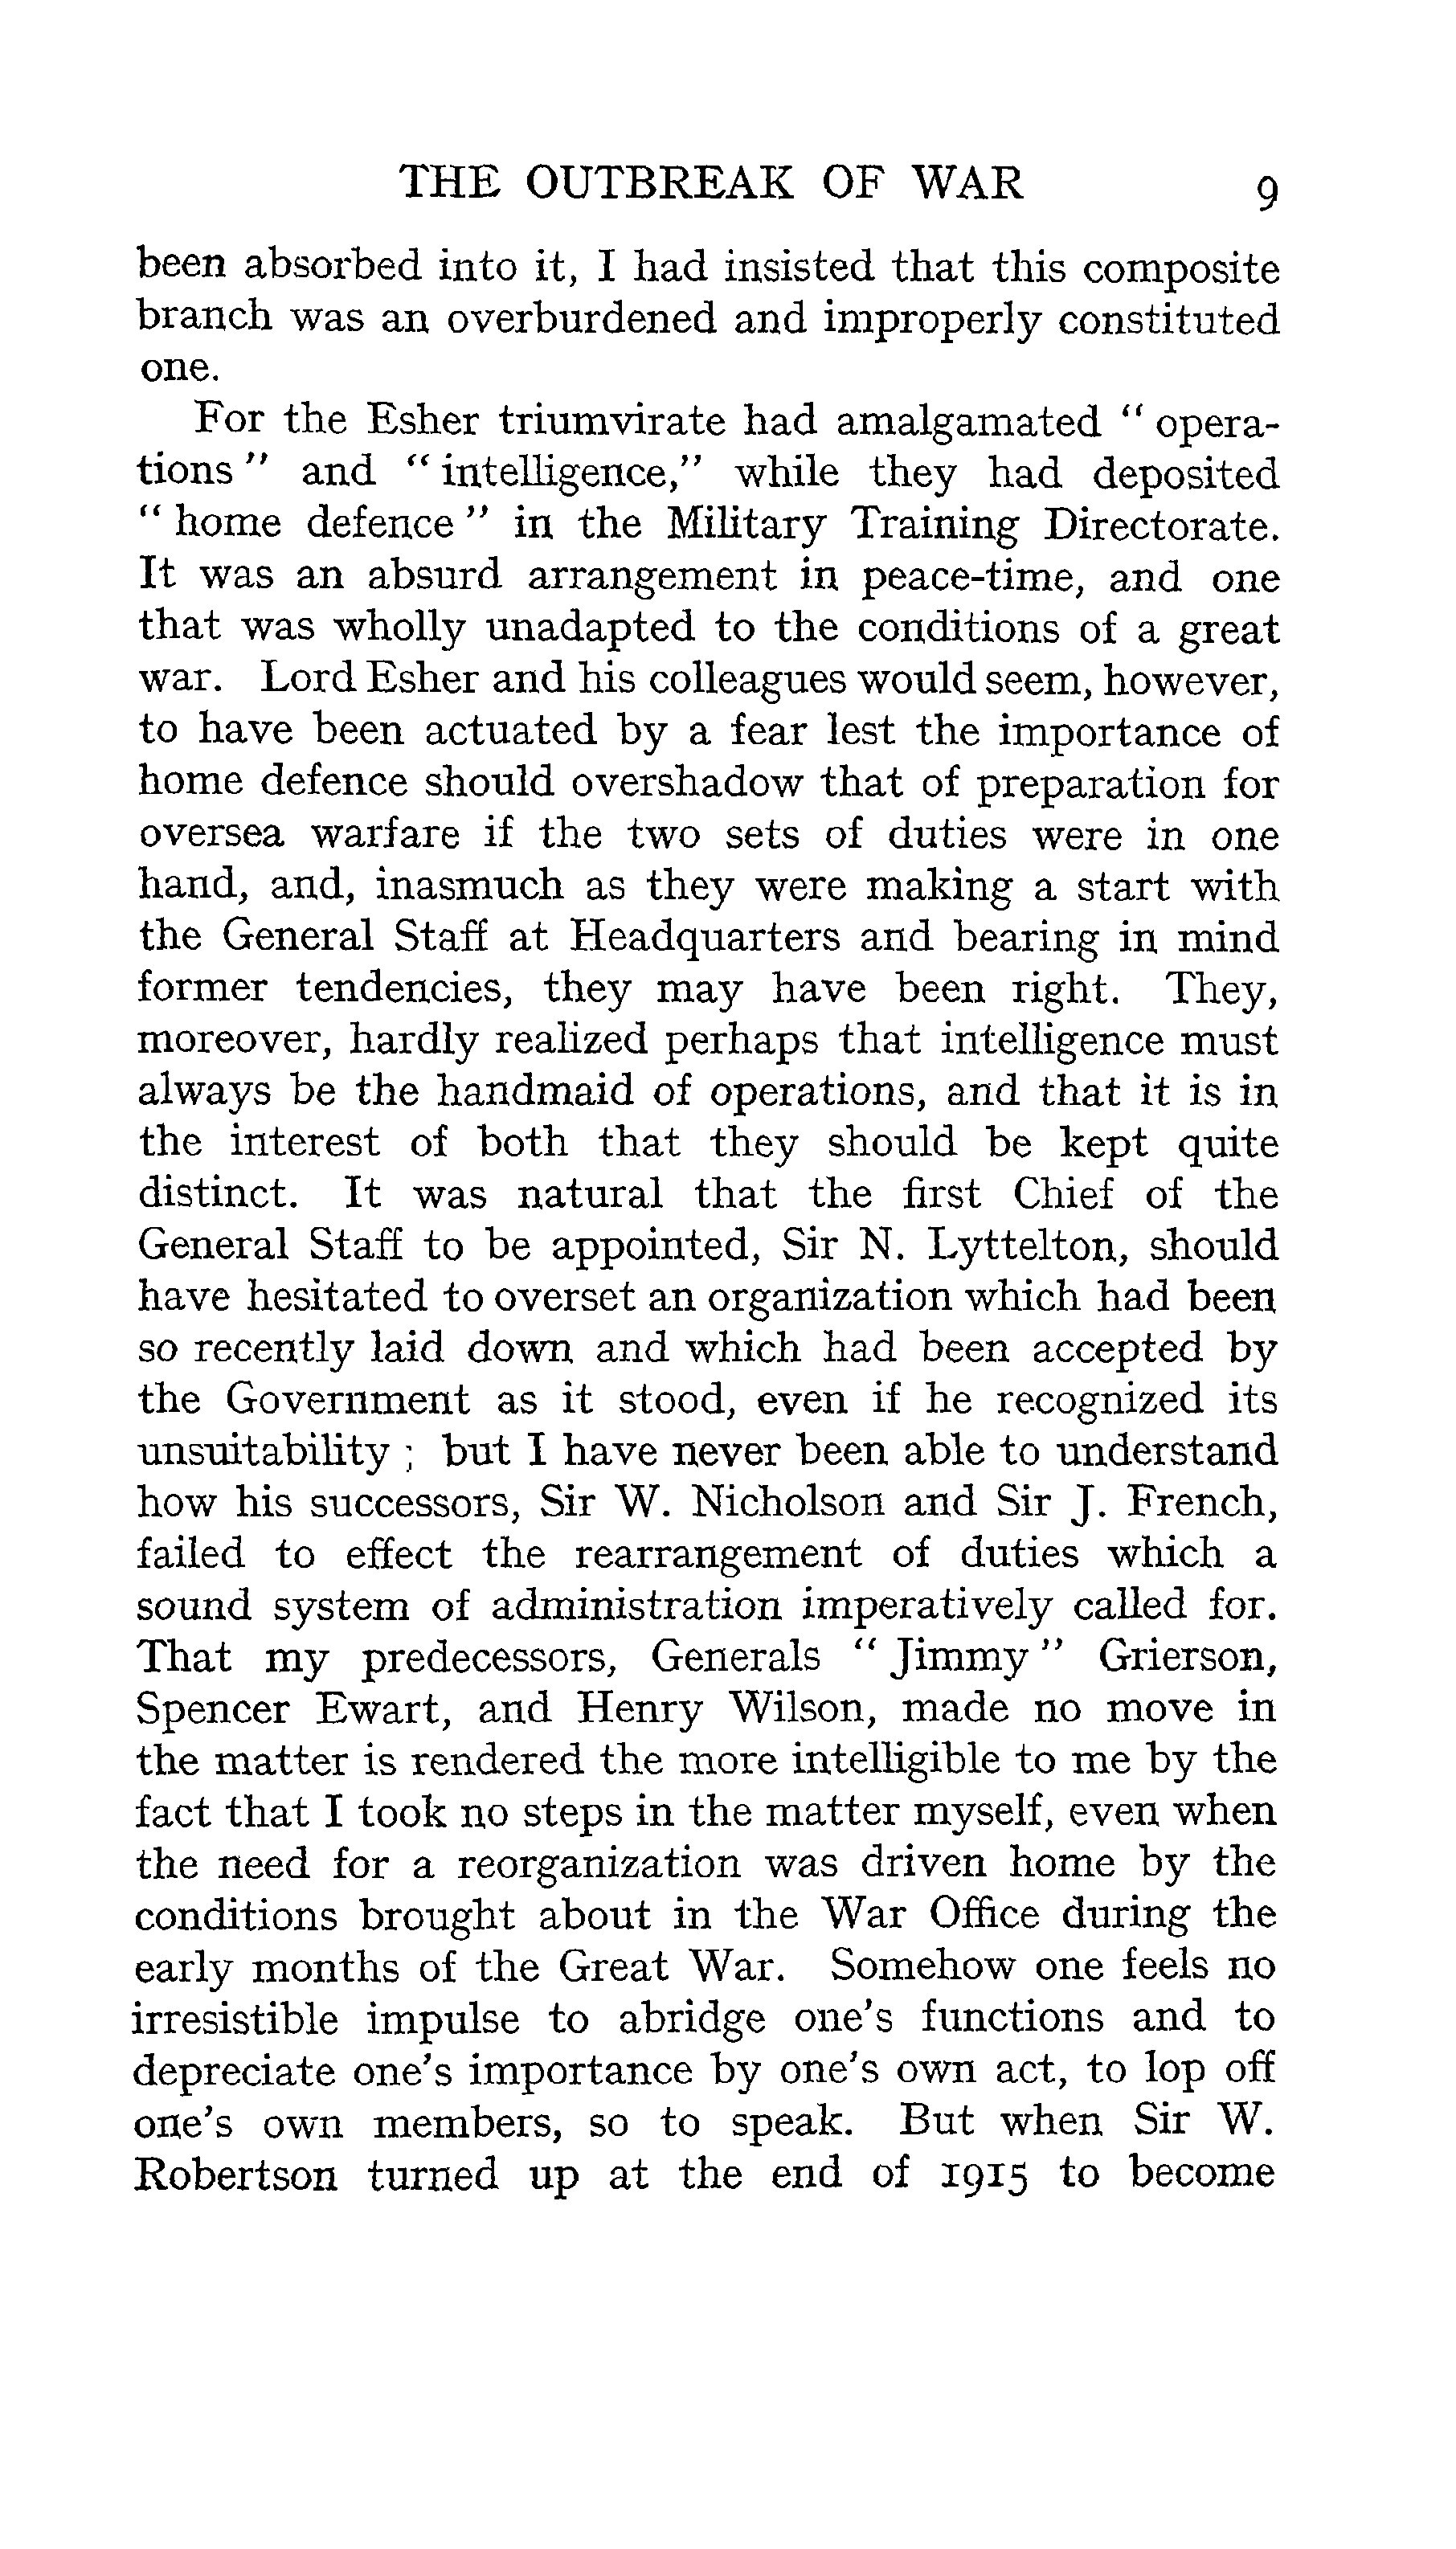 THE OUTBREAK OF WAR 9
been absorbed into it, I had insisted that this composite
branch was an overburdened and improperly constituted
one.
For the Esher triumvirate had amalgamated “ opera-
tions ” and “ intelligence,” while they had deposited
“ home defence ” in the Military Training Directorate.
It was an absurd arrangement in peace-time, and one
that was wholly unadapted to the conditions of a great
war. Lord Esher and his colleagues would seem, however,
to have been actuated by a fear lest the importance of
home defence should overshadow that of preparation for
oversea warfare if the two sets of duties were in one
hand, and, inasmuch as they were making a start with
the General Staff at Headquarters and bearing in mind
former tendencies, they may have been right. They,
moreover, hardly realized perhaps that intelligence must
always be the handmaid of operations, and that it is in
the interest of both that they should be kept quite
distinct. It was natural that the first Chief of the
General Staff to be appointed, Sir N. Lyttelton, should
have hesitated to overset an organization which had been
so recently laid down and which had been accepted by
the Government as it stood, even if he recognized its
unsuitability ; but I have never been able to understand
how his successors, Sir W. Nicholson and Sir J. French,
failed to effect the rearrangement of duties which a
sound system of administration imperatively called for.
That my predecessors, Generals “ Jimmy ” Grierson,
Spencer Ewart, and Henry Wilson, made no move in
the matter is rendered the more intelligible to me by the
fact that I took no steps in the matter myself, even when
the need for a reorganization was driven home by the
conditions brought about in the War Office during the
early months of the Great War. Somehow one feels no
irresistible impulse to abridge one’s functions and to
depreciate one’s importance by one’s own act, to lop off
one’s own members, so to speak. But when Sir W.
Robertson turned up at the end of 1915 to become